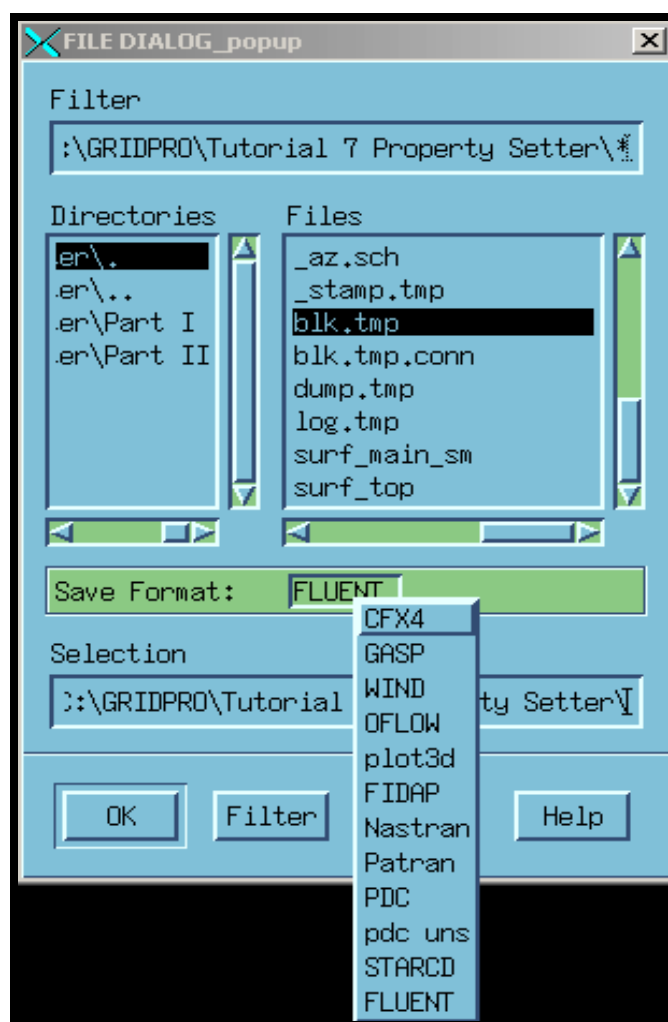 FILE DIALOG_popup
Filter
:\GRIDPRO\Tutorial 7 Property Setter\*
Directories
.er\.
.er\..
.er\Part I
.er\Part II
Files
_az.sch
_stamp.tmp
blk.tmp
blk.tmp.conn
dump.tmp
log.tmp
surf_main_sm
surf_top
Save Format: FLUENT
CFX4
GASP
WIND
OFLOW
plot3d
FIDAP
Nastran
Patran
PDC
pdc uns
STARCD
FLUENT
Selection
:\GRIDPRO\Tutorial ty Setter\
OK Filter Help